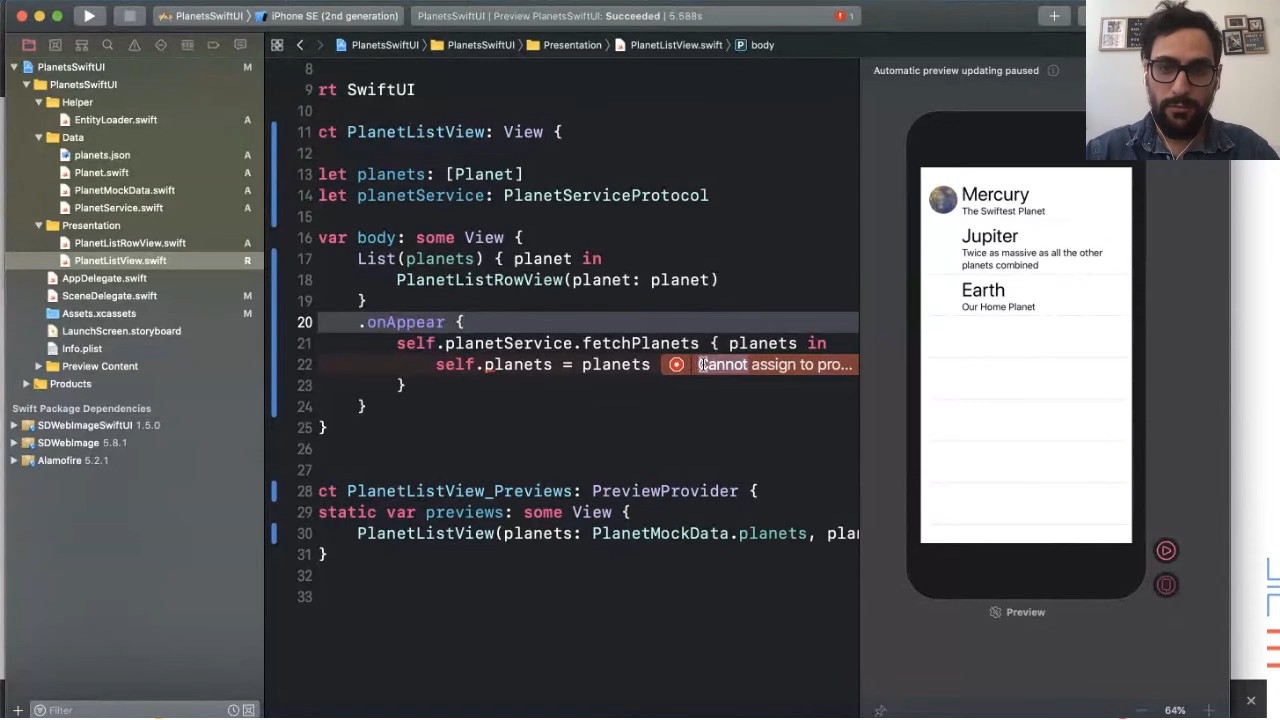 PlanetsSwiftUI
iPhone SE (2nd generation)
PlanetsSwiftUI | Preview PlanetsSwiftUI: Succeeded | 5.588s
1
PlanetsSwiftUI
M
PlanetsSwiftUI
Helper
EntityLoader.swift
A
Data
planets.json
A
Planet.swift
A
PlanetMockData.swift
A
PlanetService.swift
A
Presentation
PlanetListRowView.swift
A
PlanetListView.swift
R
AppDelegate.swift
SceneDelegate.swift
M
Assets.xcassets
M
LaunchScreen.storyboard
Info.plist
Preview Content
Products
Swift Package Dependencies
SDWebImageSwiftUI 1.5.0
SDWebImage 5.8.1
Alamofire 5.2.1
Filter
PlanetsSwiftUI
PlanetsSwiftUI
Presentation
PlanetListView.swift
P body
8
9 rt SwiftUI
10
11 ct PlanetListView: View {
12
13 let planets: [Planet]
14 let planetService: PlanetServiceProtocol
15
16 var body: some View {
17 List(planets) { planet in
18 PlanetListRowView(planet: planet)
19 }
20 .onAppear {
21 self.planetService.fetchPlanets { planets in
22 self.planets = planets Cannot assign to pro...
23 }
24 }
25 }
26
27
28 ct PlanetListView_Previews: PreviewProvider {
29 static var previews: some View {
30 PlanetListView(planets: PlanetMockData.planets, plan
31 }
32
33
Automatic preview updating paused
Mercury
The Swiftest Planet
Jupiter
Twice as massive as all the other
planets combined
Earth
Our Home Planet
Preview
64%